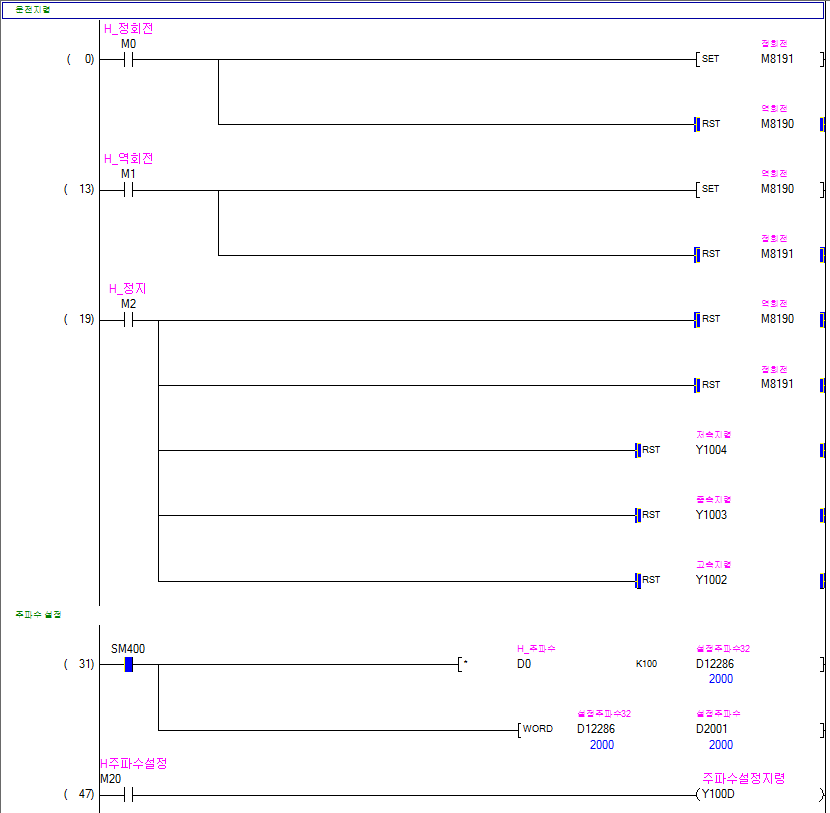 운전지령
H_정회전
M0
정회전
( 0) SET M8191
역회전
RST M8190
H_역회전
M1
역회전
( 13) SET M8190
정회전
RST M8191
H_정지
M2
역회전
( 19) RST M8190
정회전
RST M8191
저속지령
RST Y1004
중속지령
RST Y1003
고속지령
RST Y1002
주파수 설정
SM400
H_주파수 설정주파수32
( 31) * D0 K100 D12286
2000
설정주파수32 설정주파수
WORD D12286 D2001
2000 2000
H주파수설정
M20
주파수설정지령
( 47) Y100D